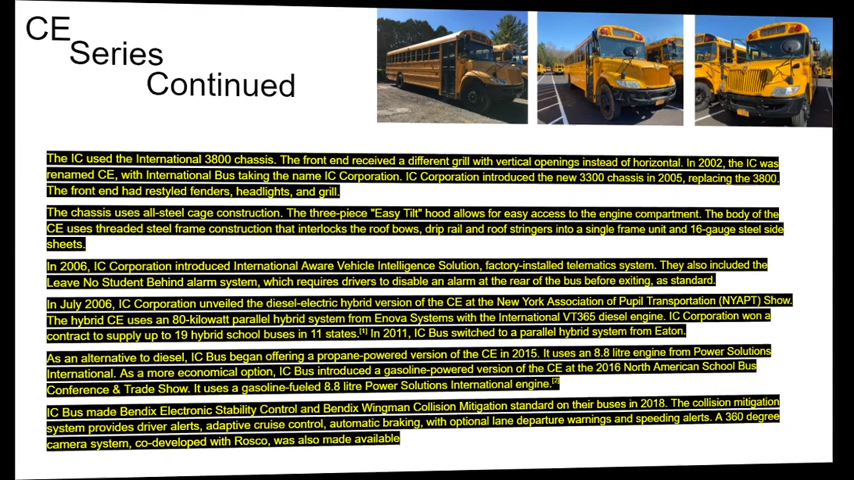 CE
Series
Continued
The IC used the International 3800 chassis. The front end received a different grill with vertical openings instead of horizontal. In 2002, the IC was
renamed CE, with International Bus taking the name IC Corporation. IC Corporation introduced the new 3300 chassis in 2005, replacing the 3800.
The front end had restyled fenders, headlights, and grill.
The chassis uses all-steel cage construction. The three-piece "Easy Tilt" hood allows for easy access to the engine compartment. The body of the
CE uses threaded steel frame construction that interlocks the roof bows, drip rail and roof stringers into a single frame unit and 16-gauge steel side
sheets.
In 2006, IC Corporation introduced International Aware Vehicle Intelligence Solution, factory-installed telematics system. They also included the
Leave No Student Behind alarm system, which requires drivers to disable an alarm at the rear of the bus before exiting, as standard.
In July 2006, IC Corporation unveiled the diesel-electric hybrid version of the CE at the New York Association of Pupil Transportation (NYAPT) Show.
The hybrid CE uses an 80-kilowatt parallel hybrid system from Enova Systems with the International VT365 diesel engine. IC Corporation won a
contract to supply up to 19 hybrid school buses in 11 states.[1] In 2011, IC Bus switched to a parallel hybrid system from Eaton.
As an alternative to diesel, IC Bus began offering a propane-powered version of the CE in 2015. It uses an 8.8 litre engine from Power Solutions
International. As a more economical option, IC Bus introduced a gasoline-powered version of the CE at the 2016 North American School Bus
Conference & Trade Show. It uses a gasoline-fueled 8.8 litre Power Solutions International engine.[2]
IC Bus made Bendix Electronic Stability Control and Bendix Wingman Collision Mitigation standard on their buses in 2018. The collision mitigation
system provides driver alerts, adaptive cruise control, automatic braking, with optional lane departure warnings and speeding alerts. A 360 degree
camera system, co-developed with Rosco, was also made available